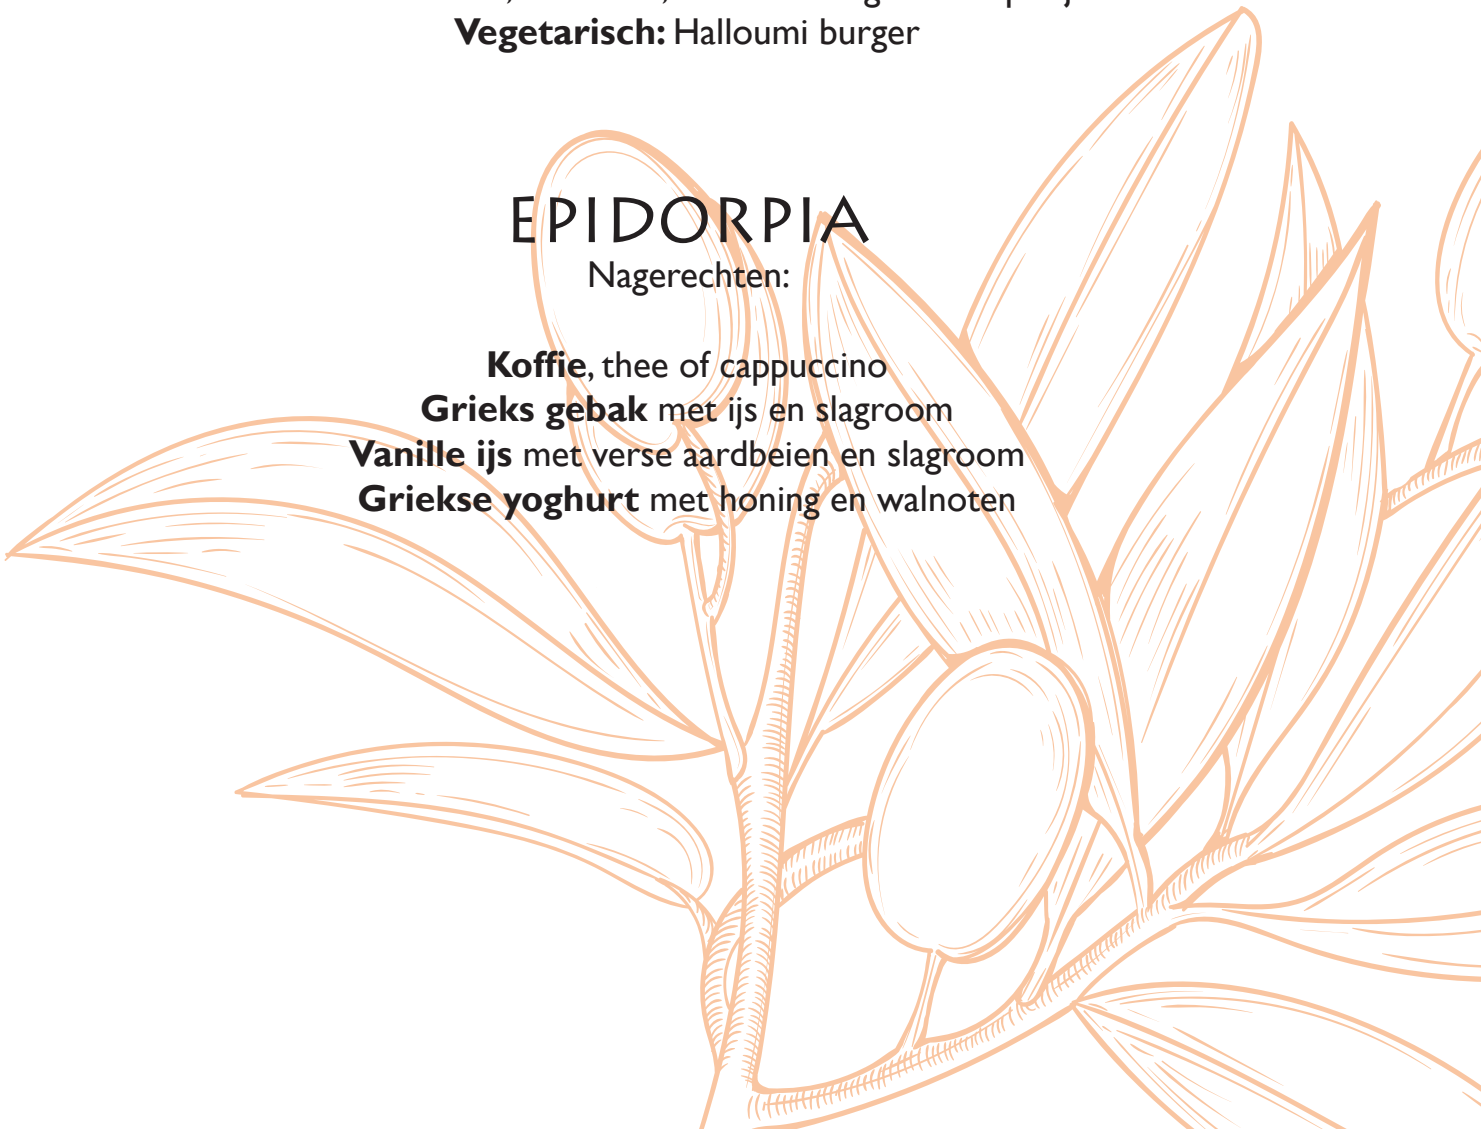 Vegetarisch: Halloumi burger
EPIDORPIA
Nagerechten:
Koffie, thee of cappuccino
Grieks gebak met ijs en slagroom
Vanille ijs met verse aardbeien en slagroom
Griekse yoghurt met honing en walnoten